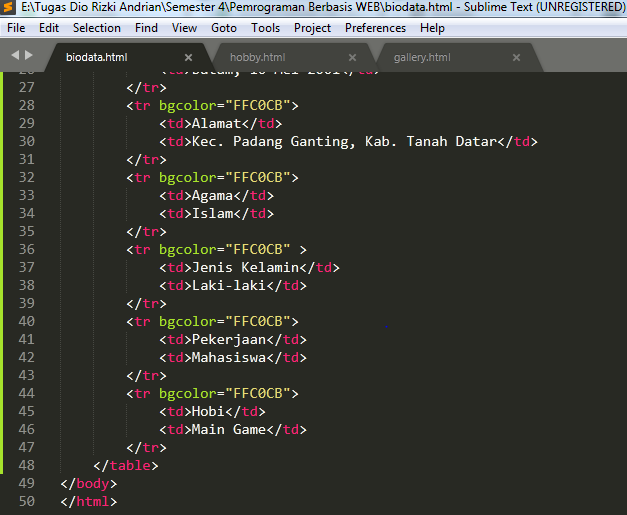 E:\Tugas Dio Rizki Andrian\Semester 4\Pemrograman Berbasis WEB\biodata.html - Sublime Text (UNREGISTERED)
File Edit Selection Find View Goto Tools Project Preferences Help
biodata.html × hobby.html × gallery.html ×
26 <td>Batam, 16 Mei 2001</td>
27 </tr>
28 <tr bgcolor="FFC0CB">
29 <td>Alamat</td>
30 <td>Kec. Padang Ganting, Kab. Tanah Datar</td>
31 </tr>
32 <tr bgcolor="FFC0CB">
33 <td>Agama</td>
34 <td>Islam</td>
35 </tr>
36 <tr bgcolor="FFC0CB" >
37 <td>Jenis Kelamin</td>
38 <td>Laki-laki</td>
39 </tr>
40 <tr bgcolor="FFC0CB">
41 <td>Pekerjaan</td>
42 <td>Mahasiswa</td>
43 </tr>
44 <tr bgcolor="FFC0CB">
45 <td>Hobi</td>
46 <td>Main Game</td>
47 </tr>
48 </table>
49 </body>
50 </html>